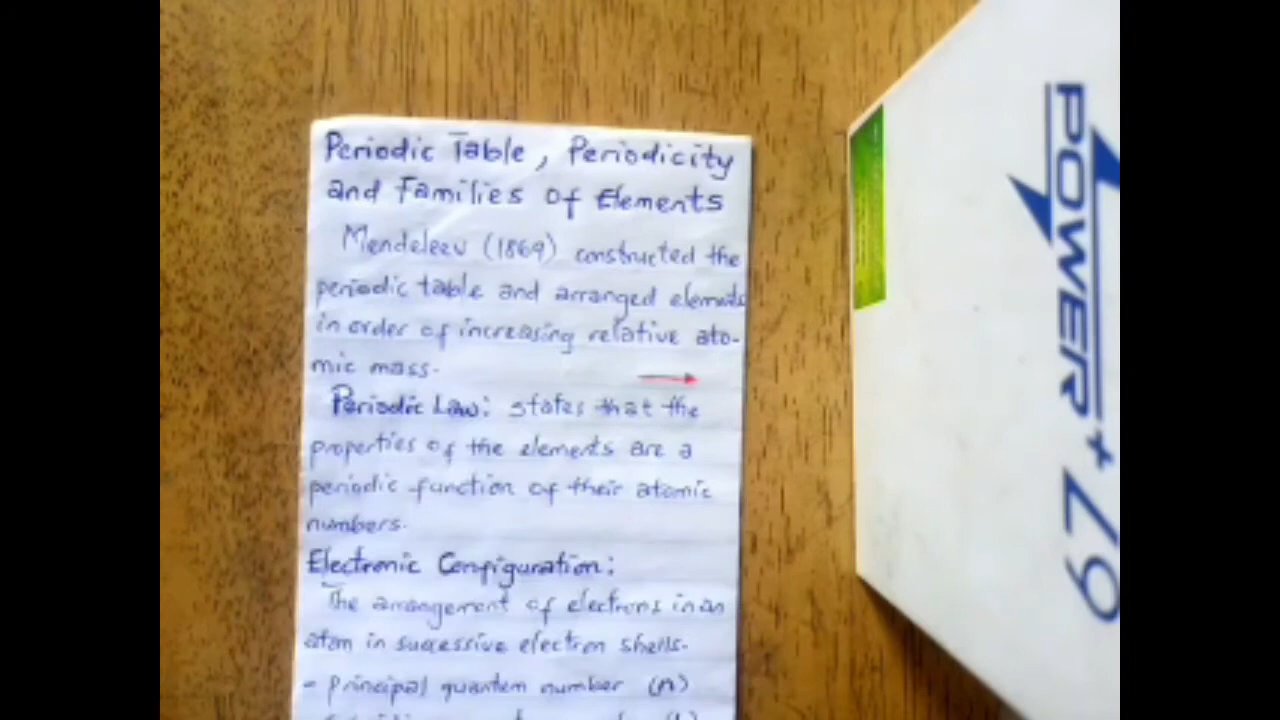 Periodic Table, Periodicity
and Families of Elements
Mendeleev (1869) constructed the
periodic table and arranged elements
in order of increasing relative ato-
mic mass.
Periodic Law: states that the
properties of the elements are a
periodic function of their atomic
numbers.
Electronic Configuration:
The arrangement of electrons in an
atom in successive electron shells.
- Principal quantum number (n)
POWER+ Z9